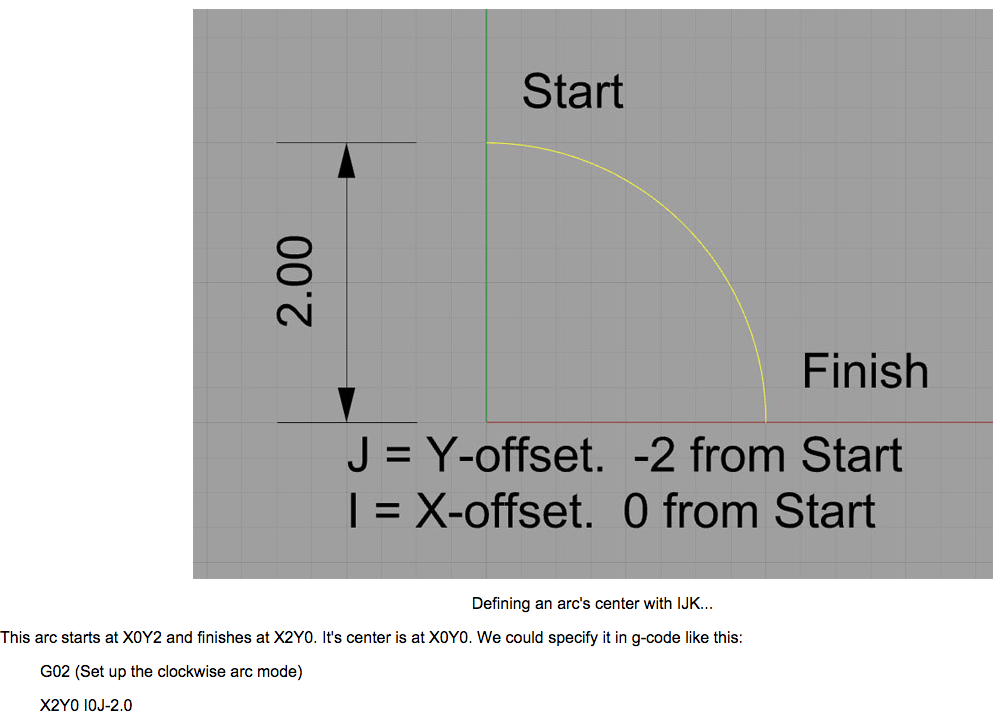 Start
2.00
Finish
J = Y-offset. -2 from Start
I = X-offset. 0 from Start
Defining an arc's center with IJK...
This arc starts at X0Y2 and finishes at X2Y0. It's center is at X0Y0. We could specify it in g-code like this:
G02 (Set up the clockwise arc mode)
X2Y0 I0J-2.0